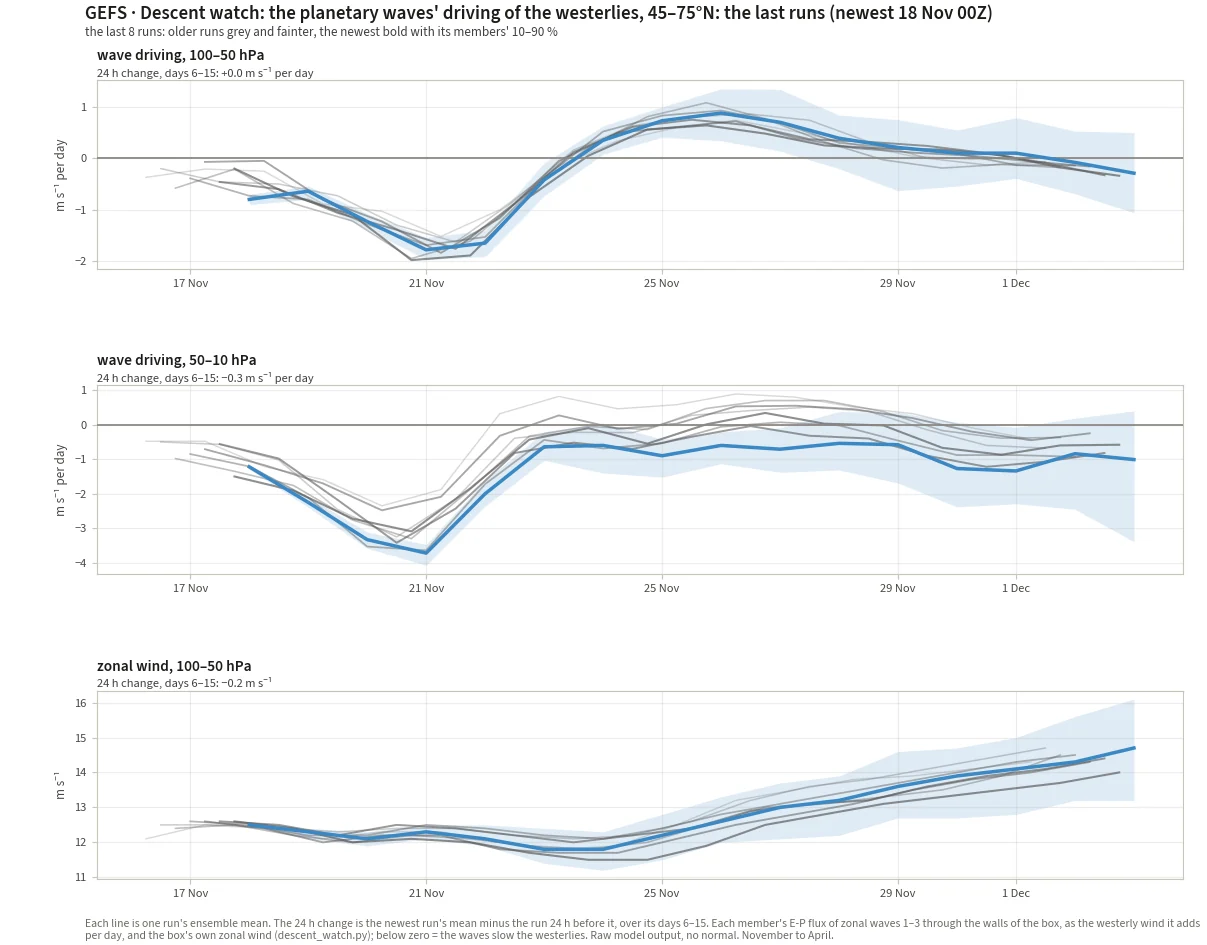 GEFS · Descent watch: the planetary waves' driving of the westerlies, 45–75°N: the last runs (newest 18 Nov 00Z)
the last 8 runs: older runs grey and fainter, the newest bold with its members' 10–90 %
wave driving, 100–50 hPa
24 h change, days 6–15: +0.0 m s⁻¹ per day
m s⁻¹ per day
1
0
−1
−2
17 Nov
21 Nov
25 Nov
29 Nov
1 Dec
wave driving, 50–10 hPa
24 h change, days 6–15: −0.3 m s⁻¹ per day
m s⁻¹ per day
1
0
−1
−2
−3
−4
17 Nov
21 Nov
25 Nov
29 Nov
1 Dec
zonal wind, 100–50 hPa
24 h change, days 6–15: −0.2 m s⁻¹
m s⁻¹
16
15
14
13
12
11
17 Nov
21 Nov
25 Nov
29 Nov
1 Dec
Each line is one run's ensemble mean. The 24 h change is the newest run's mean minus the run 24 h before it, over its days 6–15. Each member's E-P flux of zonal waves 1–3 through the walls of the box, as the westerly wind it adds
per day, and the box's own zonal wind (descent_watch.py); below zero = the waves slow the westerlies. Raw model output, no normal. November to April.